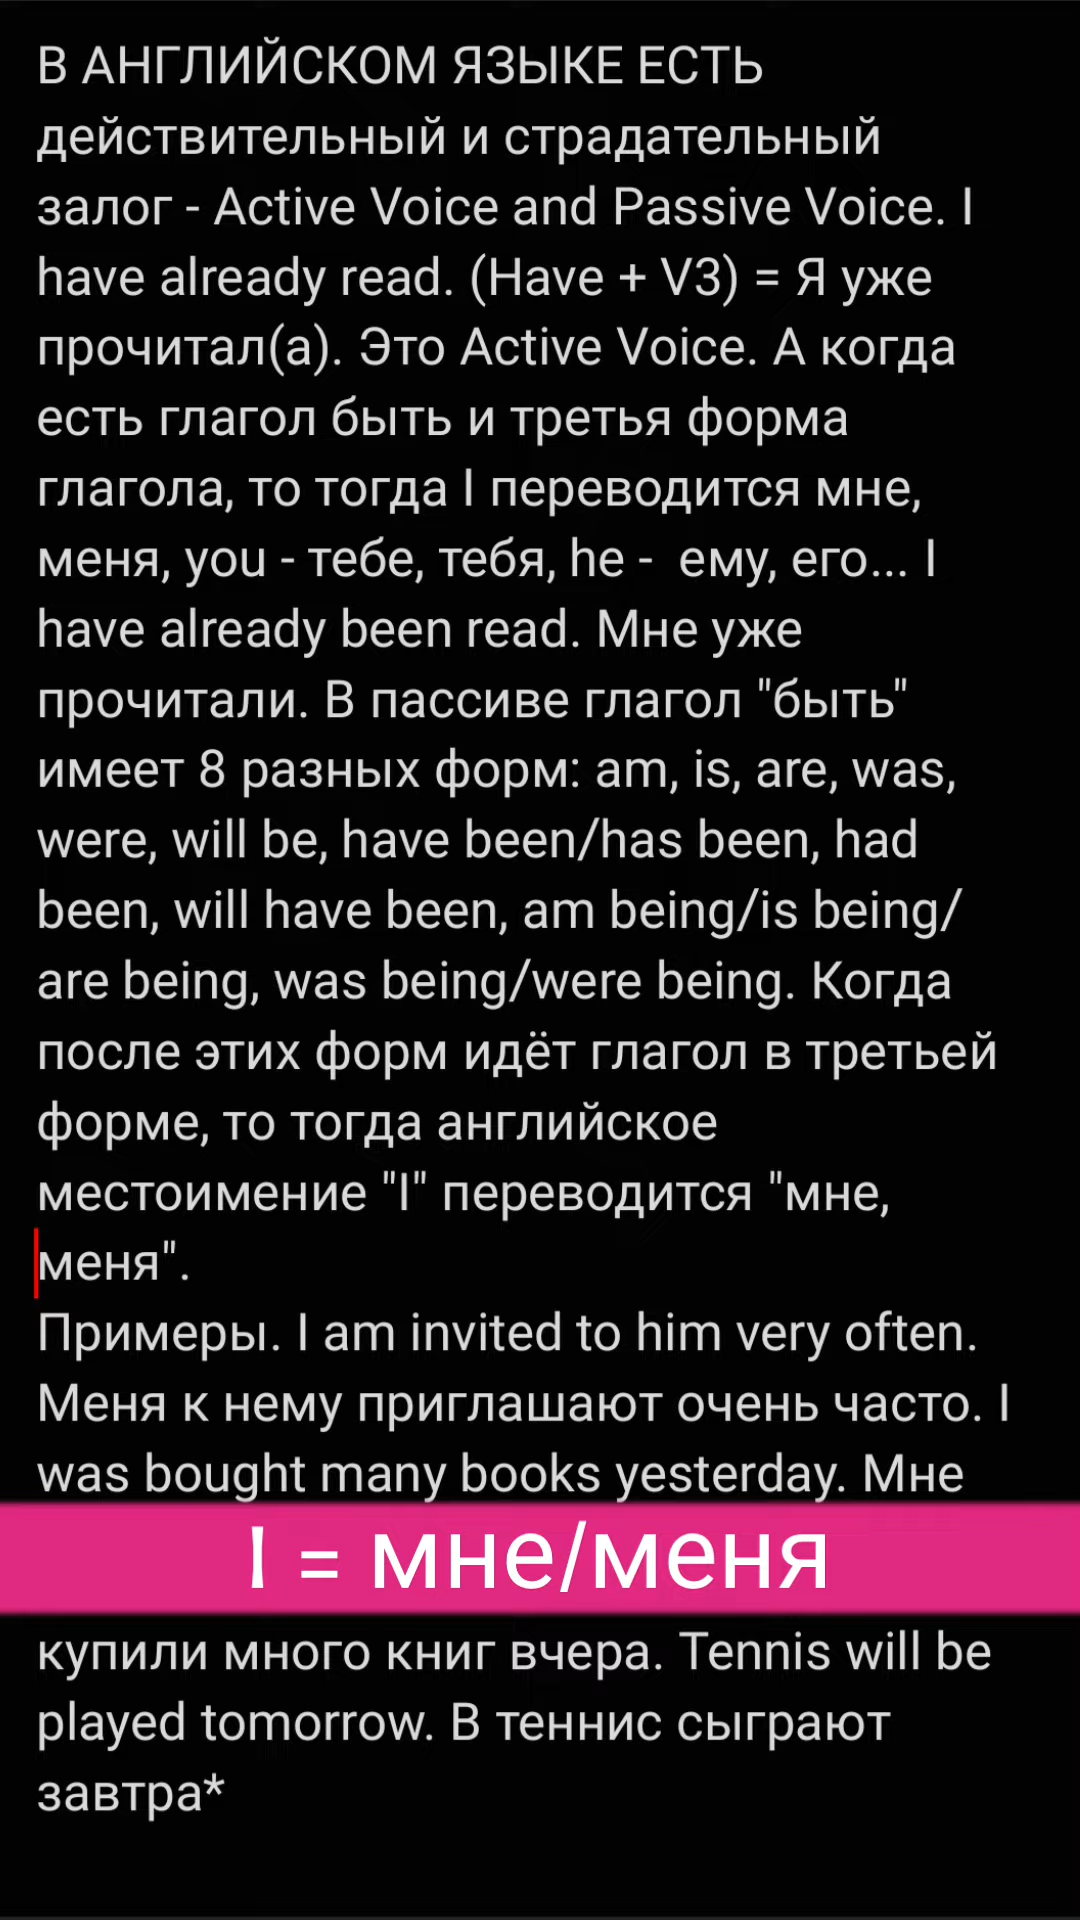 В АНГЛИЙСКОМ ЯЗЫКЕ ЕСТЬ
действительный и страдательный
залог - Active Voice and Passive Voice. I
have already read. (Have + V3) = Я уже
прочитал(а). Это Active Voice. А когда
есть глагол быть и третья форма
глагола, то тогда I переводится мне,
меня, you - тебе, тебя, he -  ему, его... I
have already been read. Мне уже
прочитали. В пассиве глагол "быть"
имеет 8 разных форм: am, is, are, was,
were, will be, have been/has been, had
been, will have been, am being/is being/
are being, was being/were being. Когда
после этих форм идёт глагол в третьей
форме, то тогда английское
местоимение "I" переводится "мне,
меня".
Примеры. I am invited to him very often.
Меня к нему приглашают очень часто. I
was bought many books yesterday. Мне
I = мне/меня
купили много книг вчера. Tennis will be
played tomorrow. В теннис сыграют
завтра*